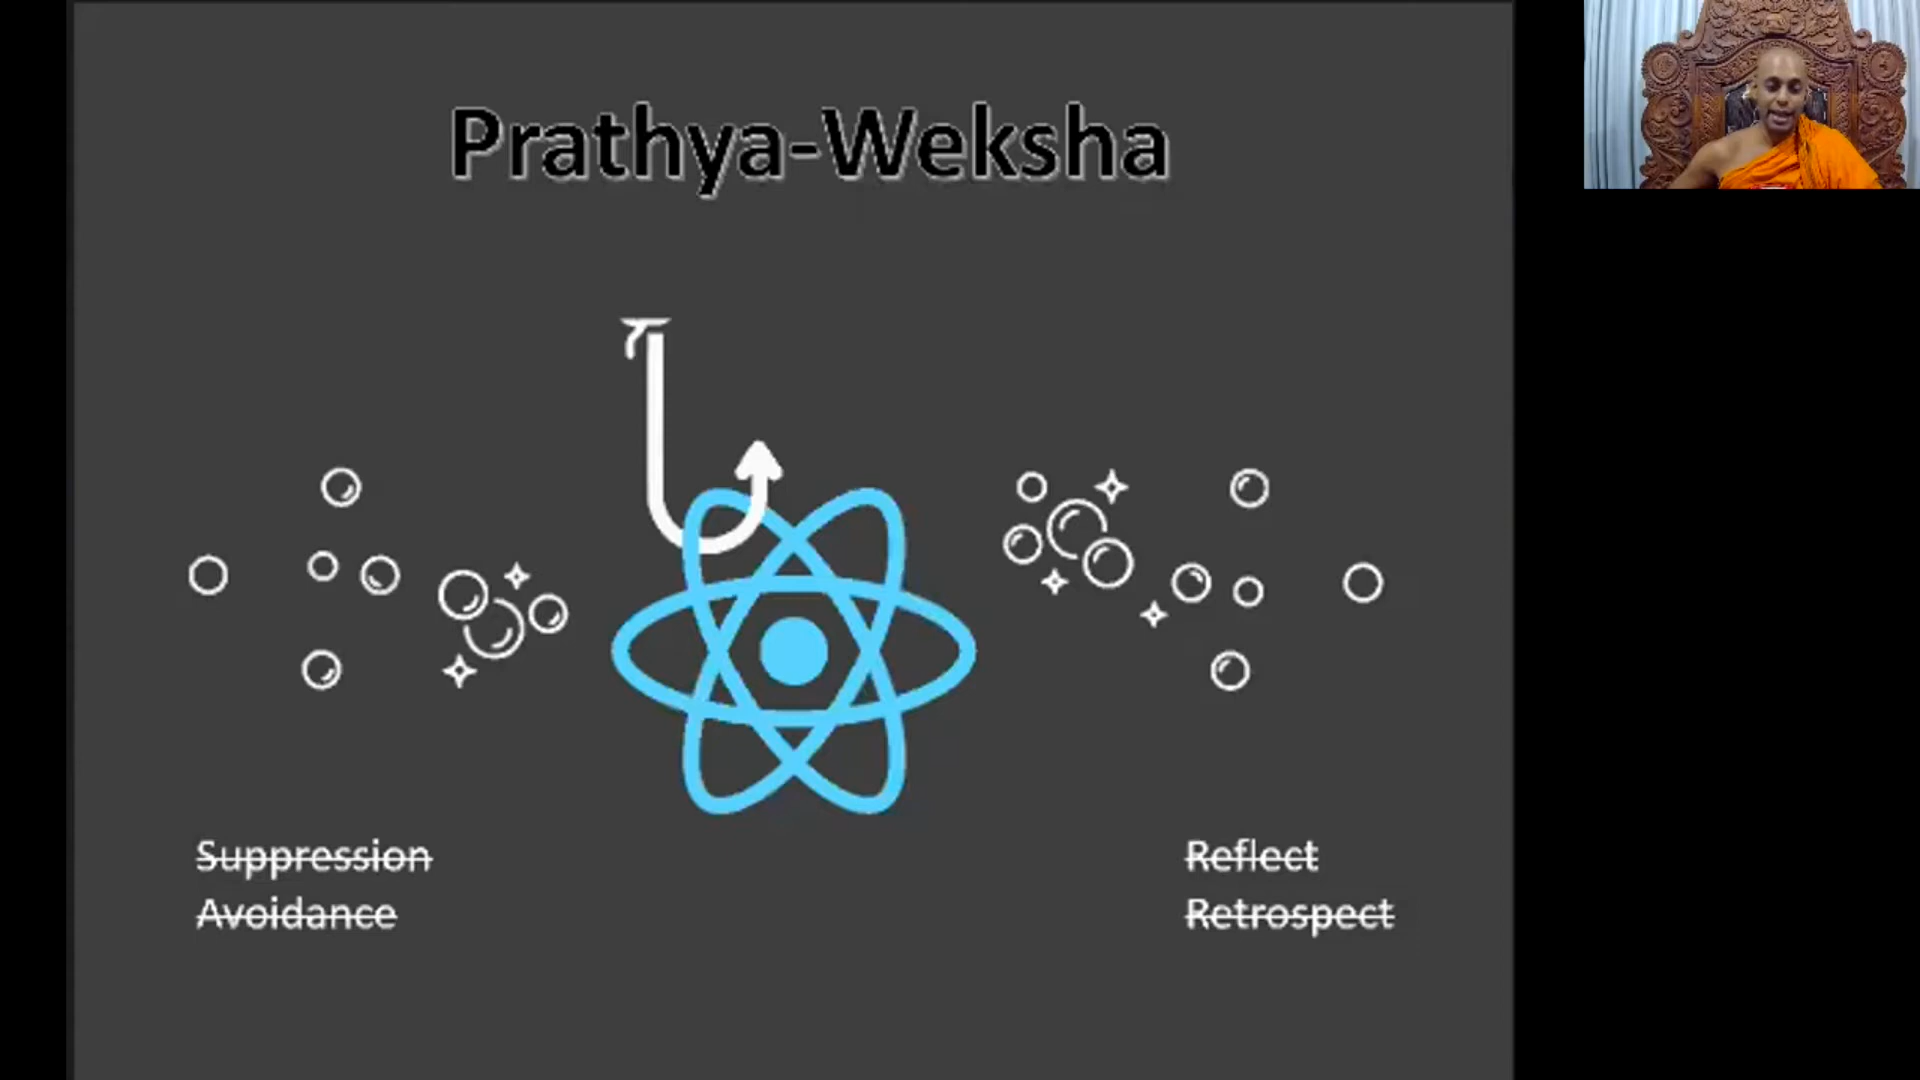 Prathya-Weksha
Suppression
Avoidance
Reflect
Retrospect